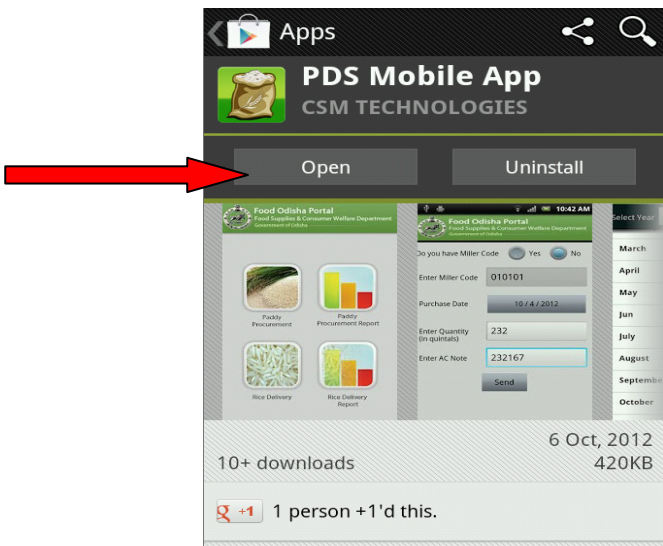 Apps
PDS Mobile App
CSM TECHNOLOGIES
Open
Uninstall
Food Odisha Portal
Food Supplies & Consumer Welfare Department
Government of Odisha
Paddy
Procurement
Paddy
Procurement Report
Rice Delivery
Rice Delivery
Report
10:42 AM
Food Odisha Portal
Food Supplies & Consumer Welfare Department
Government of Odisha
Do you have Miller Code
Yes
No
Enter Miller Code
010101
Purchase Date
10 / 4 / 2012
Enter Quantity
(in quintals)
232
Enter AC Note
232167
Send
Select Year
March
April
May
Jun
July
August
Septembe
October
6 Oct, 2012
10+ downloads
420KB
g +1
1 person +1'd this.